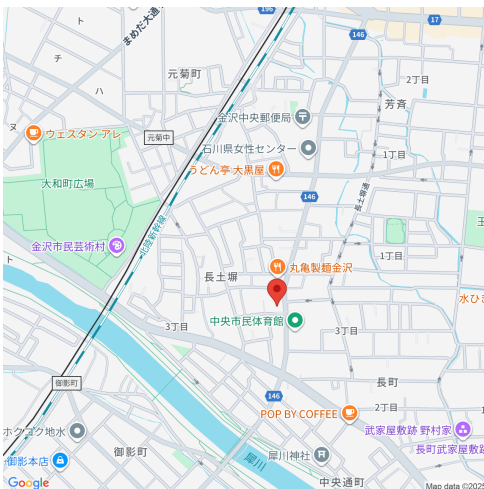 ト
まめだ大通
196
17
146
2丁目
元菊町
チ
ハ
芳斉
金沢中央郵便局
ヌ
ウェスタン アレ
元菊中
石川県女性センター
1丁目
うどん亭 大黒屋
大和町広場
146
長土塀通
玉
北陸新幹線
金沢市民芸術村
1丁目
ト
長土塀
丸亀製麺金沢
水ひき
3丁目
中央市民体育館
3丁目
御影町
長町
146
2丁目
POP BY COFFEE
武家屋敷跡 野村家
ホクコク地水
長町武家屋敷跡
御影町
犀川神社
御影本店
犀川
中央通町
Google
Map data ©2025